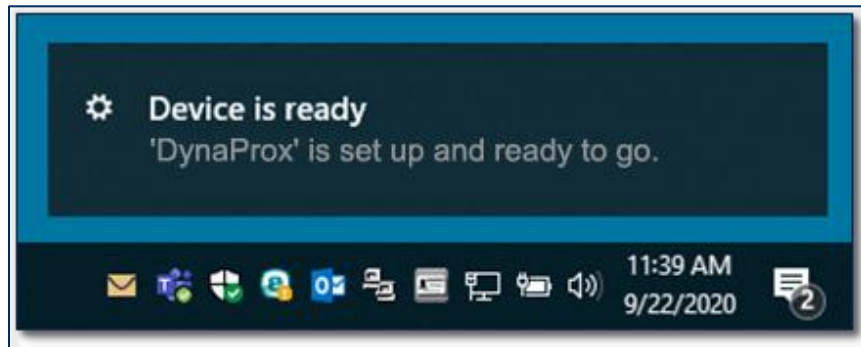 Device is ready
'DynaProx' is set up and ready to go.
11:39 AM
9/22/2020
2